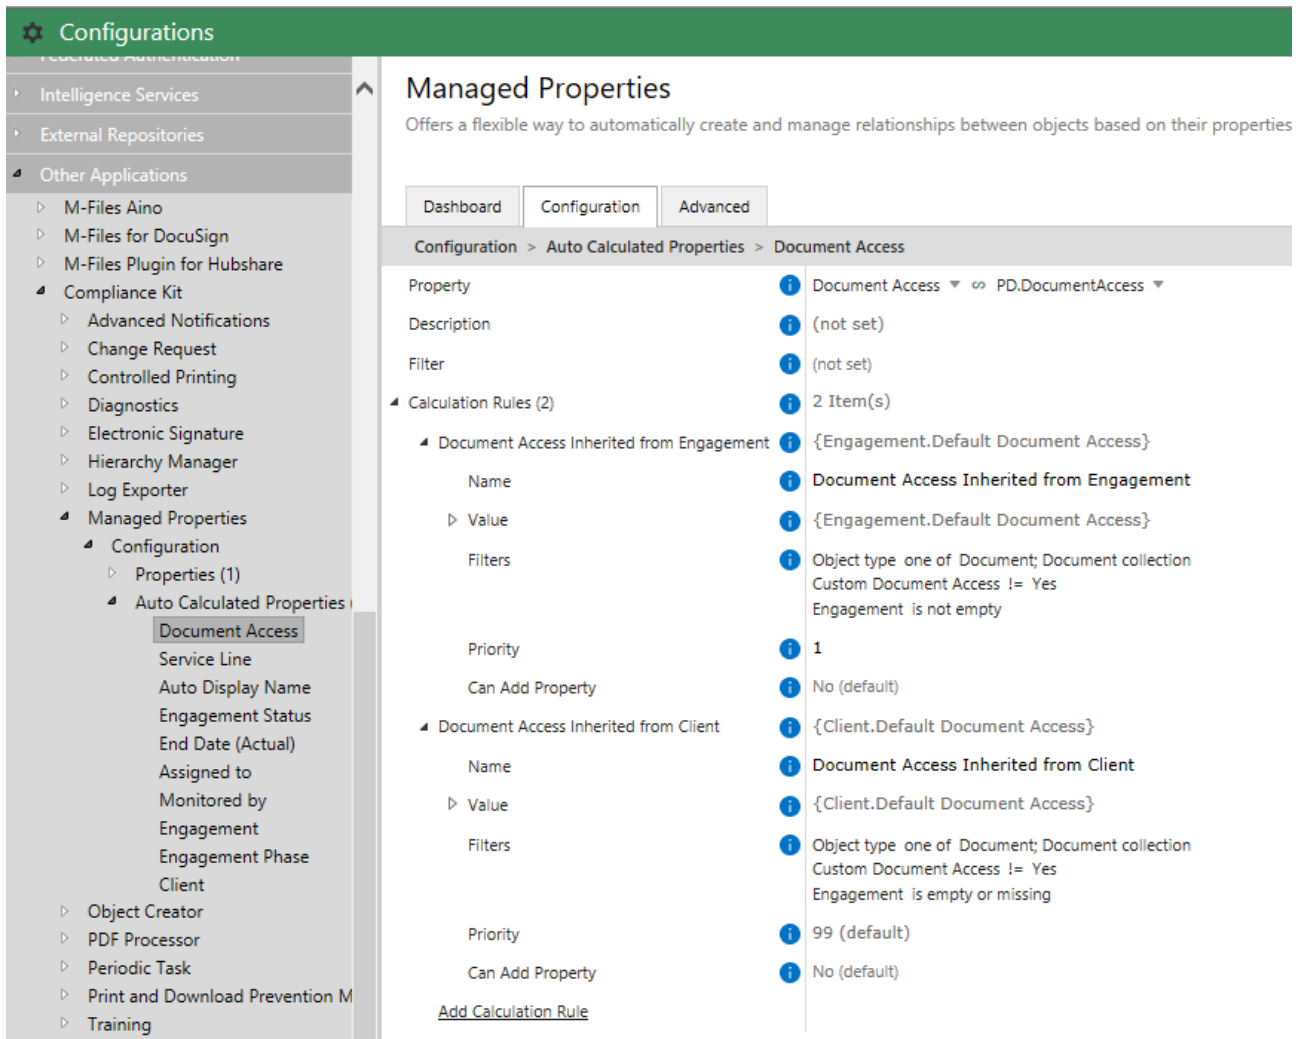 Configurations
Federated Authentication
Intelligence Services
External Repositories
Other Applications
M-Files Aino
M-Files for DocuSign
M-Files Plugin for Hubshare
Compliance Kit
Advanced Notifications
Change Request
Controlled Printing
Diagnostics
Electronic Signature
Hierarchy Manager
Log Exporter
Managed Properties
Configuration
Properties (1)
Auto Calculated Properties (
Document Access
Service Line
Auto Display Name
Engagement Status
End Date (Actual)
Assigned to
Monitored by
Engagement
Engagement Phase
Client
Object Creator
PDF Processor
Periodic Task
Print and Download Prevention M
Training
Managed Properties
Offers a flexible way to automatically create and manage relationships between objects based on their properties
Dashboard Configuration Advanced
Configuration > Auto Calculated Properties > Document Access
Property Document Access PD.DocumentAccess
Description (not set)
Filter (not set)
Calculation Rules (2) 2 Item(s)
Document Access Inherited from Engagement {Engagement.Default Document Access}
Name Document Access Inherited from Engagement
Value {Engagement.Default Document Access}
Filters Object type one of Document; Document collection
Custom Document Access != Yes
Engagement is not empty
Priority 1
Can Add Property No (default)
Document Access Inherited from Client {Client.Default Document Access}
Name Document Access Inherited from Client
Value {Client.Default Document Access}
Filters Object type one of Document; Document collection
Custom Document Access != Yes
Engagement is empty or missing
Priority 99 (default)
Can Add Property No (default)
Add Calculation Rule